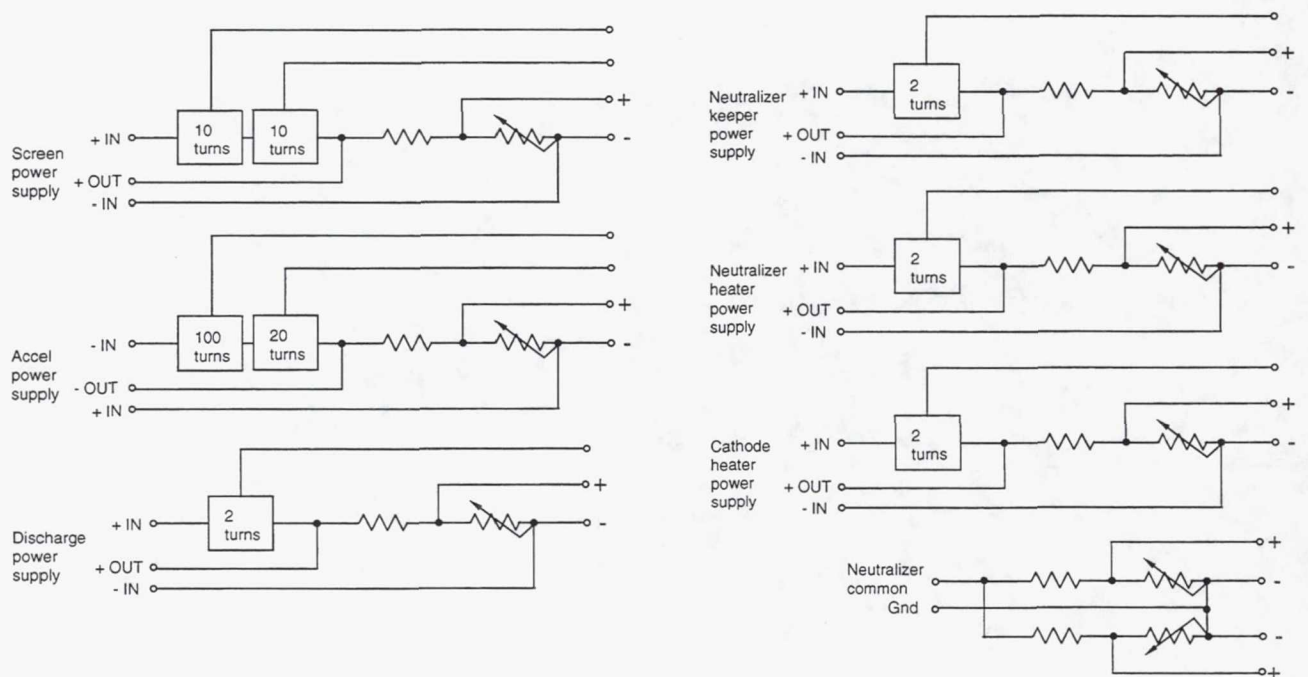 10
turns
10
turns
+ IN
+
-
Screen
power
supply
+ OUT
- IN
100
turns
20
turns
- IN
+
-
Accel
power
supply
- OUT
+ IN
2
turns
+ IN
+
-
Discharge
power
supply
+ OUT
- IN
2
turns
+ IN
+
-
Neutralizer
keeper
power
supply
+ OUT
- IN
2
turns
+ IN
+
-
Neutralizer
heater
power
supply
+ OUT
- IN
2
turns
+ IN
+
-
Cathode
heater
power
supply
+ OUT
- IN
Neutralizer
common
Gnd
+
-
-
+